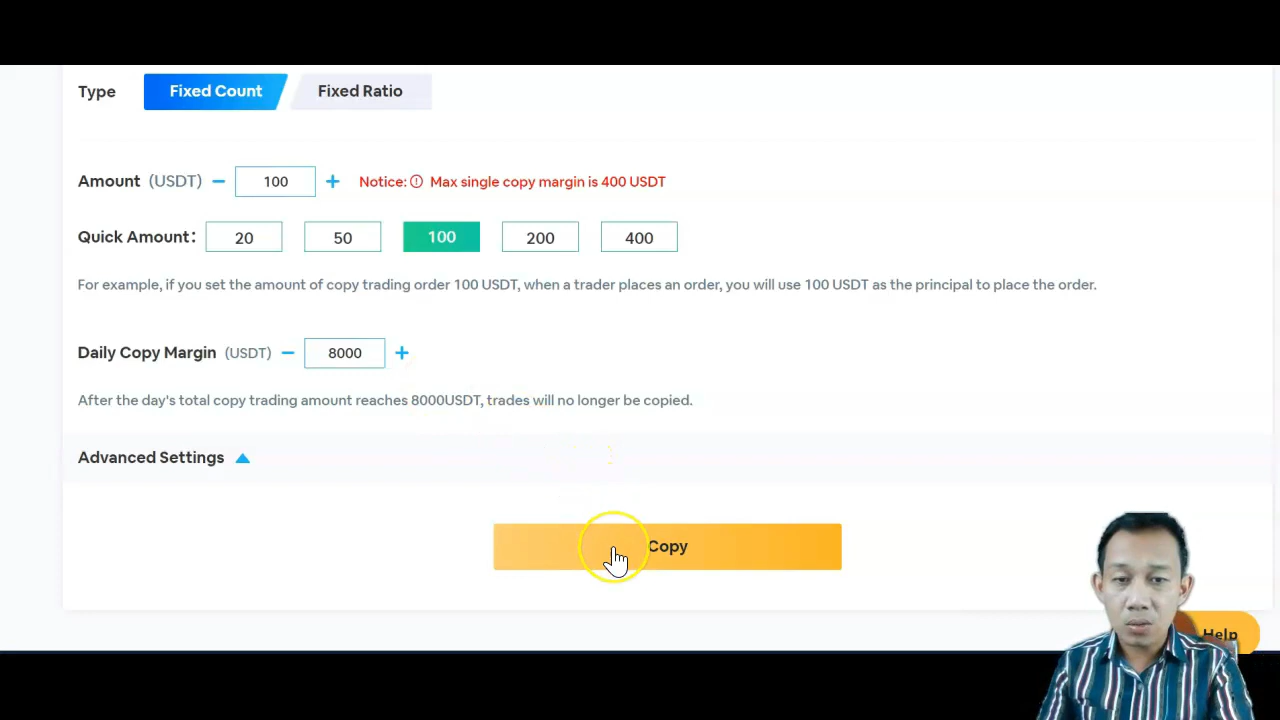 Type Fixed Count Fixed Ratio
Amount (USDT) − 100 + Notice: Max single copy margin is 400 USDT
Quick Amount: 20 50 100 200 400
For example, if you set the amount of copy trading order 100 USDT, when a trader places an order, you will use 100 USDT as the principal to place the order.
Daily Copy Margin (USDT) − 8000 +
After the day's total copy trading amount reaches 8000USDT, trades will no longer be copied.
Advanced Settings
Copy
Help